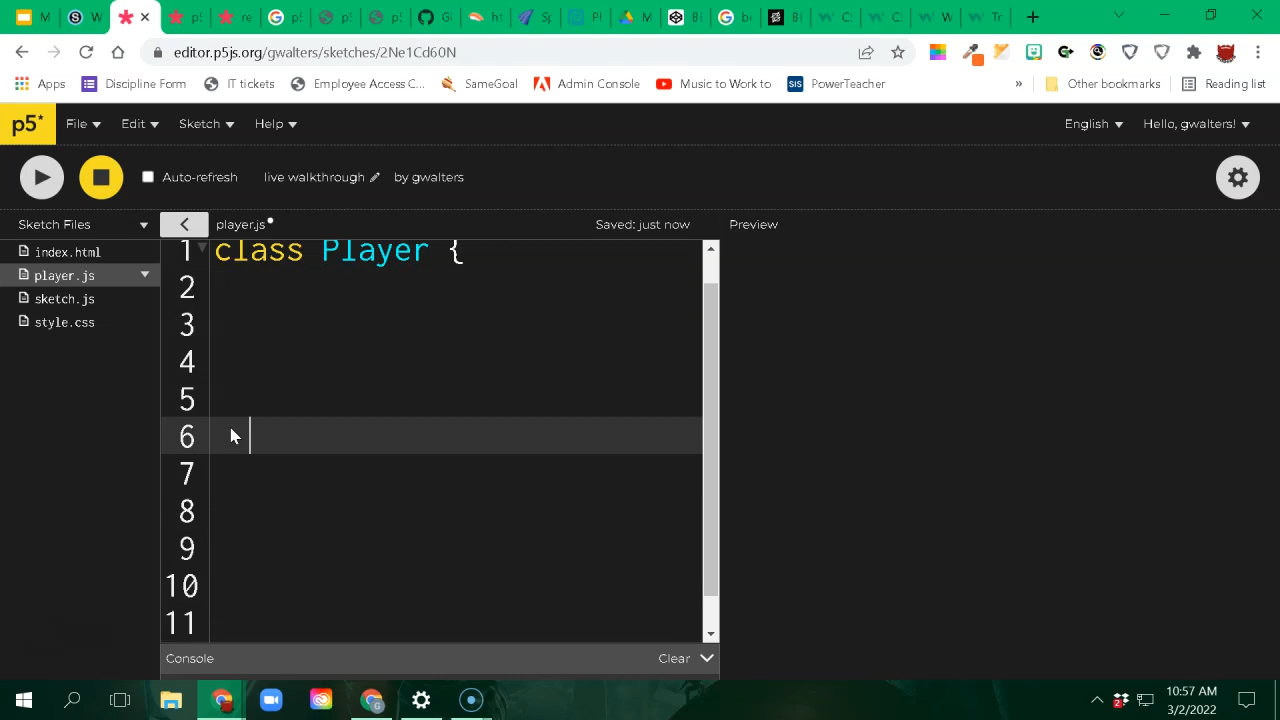 editor.p5js.org/gwalters/sketches/2Ne1Cd60N
Apps Discipline Form IT tickets Employee Access C... SameGoal Admin Console Music to Work to SIS PowerTeacher » Other bookmarks Reading list
p5* File Edit Sketch Help English Hello, gwalters!
Auto-refresh live walkthrough by gwalters
Sketch Files player.js Saved: just now Preview
index.html
player.js
sketch.js
style.css
1 class Player {
2
3
4
5
6
7
8
9
10
11
Console Clear
10:57 AM
3/2/2022